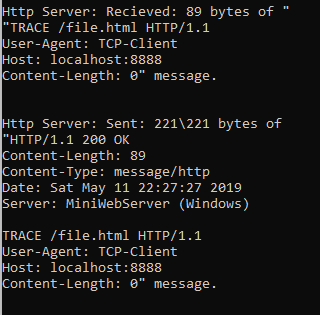 Http Server: Recieved: 89 bytes of "
"TRACE /file.html HTTP/1.1
User-Agent: TCP-Client
Host: localhost:8888
Content-Length: 0" message.
Http Server: Sent: 221\221 bytes of
"HTTP/1.1 200 OK
Content-Length: 89
Content-Type: message/http
Date: Sat May 11 22:27:27 2019
Server: MiniWebServer (Windows)
TRACE /file.html HTTP/1.1
User-Agent: TCP-Client
Host: localhost:8888
Content-Length: 0" message.